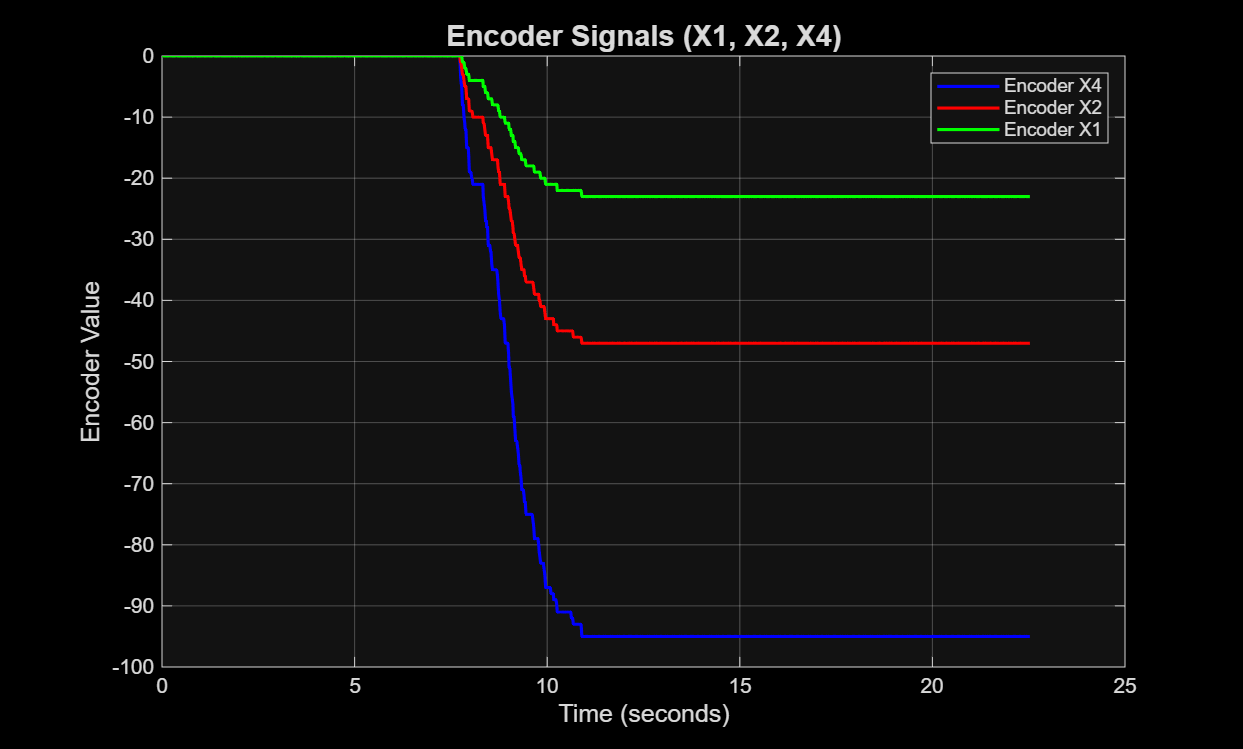 Encoder Signals (X1, X2, X4)
0
-10
-20
-30
-40
-50
-60
-70
-80
-90
-100
Encoder Value
Encoder X4
Encoder X2
Encoder X1
0 5 10 15 20 25
Time (seconds)